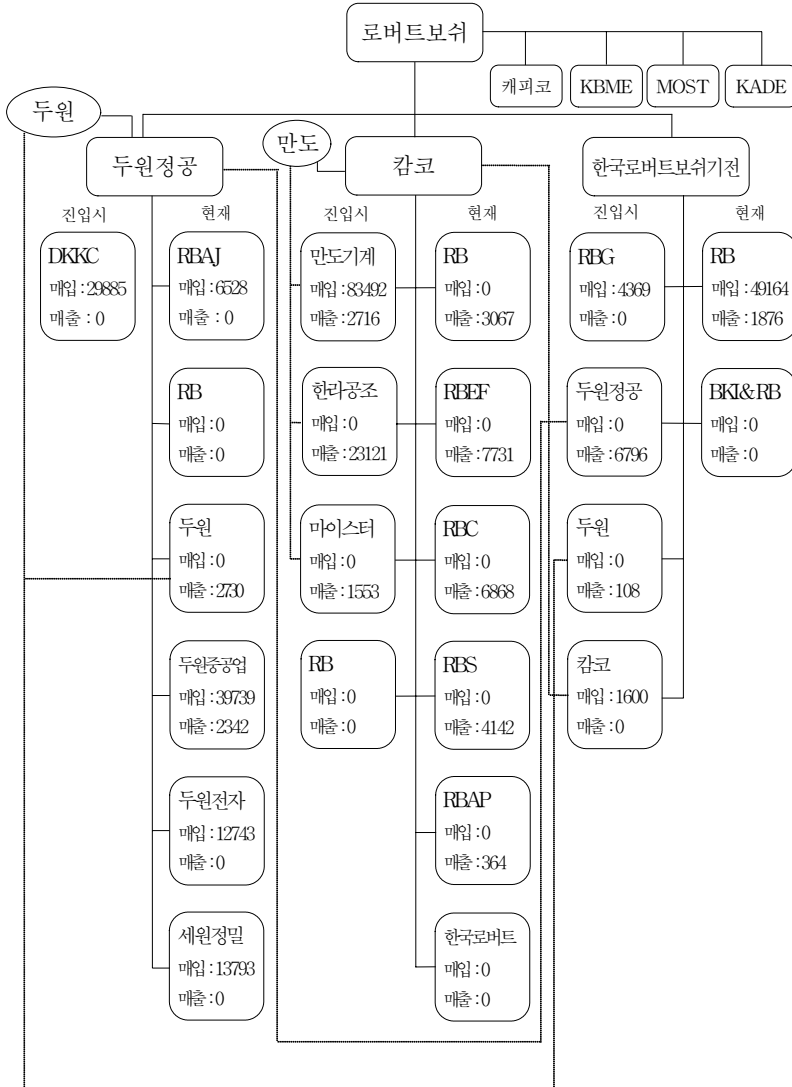 로버트보쉬
캐피코
KBME
MOST
KADE
두원
두원정공
만도
캄코
한국로버트보쉬기전
진입시
현재
진입시
현재
진입시
현재
DKKC
매입:29885
매출 : 0
RBAJ
매입:6528
매출 : 0
만도기계
매입:83492
매출:2716
RB
매입:0
매출:3067
RBG
매입:4369
매출:0
RB
매입:49164
매출:1876
RB
매입:0
매출:0
한라공조
매입:0
매출:23121
RBEF
매입:0
매출:7731
두원정공
매입:0
매출:6796
BKI&RB
매입:0
매출:0
두원
매입:0
매출:2730
마이스터
매입:0
매출:1553
RBC
매입:0
매출:6868
두원
매입:0
매출:108
두원중공업
매입:39739
매출:2342
RB
매입:0
매출:0
RBS
매입:0
매출:4142
캄코
매입:1600
매출:0
두원전자
매입:12743
매출:0
RBAP
매입:0
매출:364
세원정밀
매입:13793
매출:0
한국로버트
매입:0
매출:0